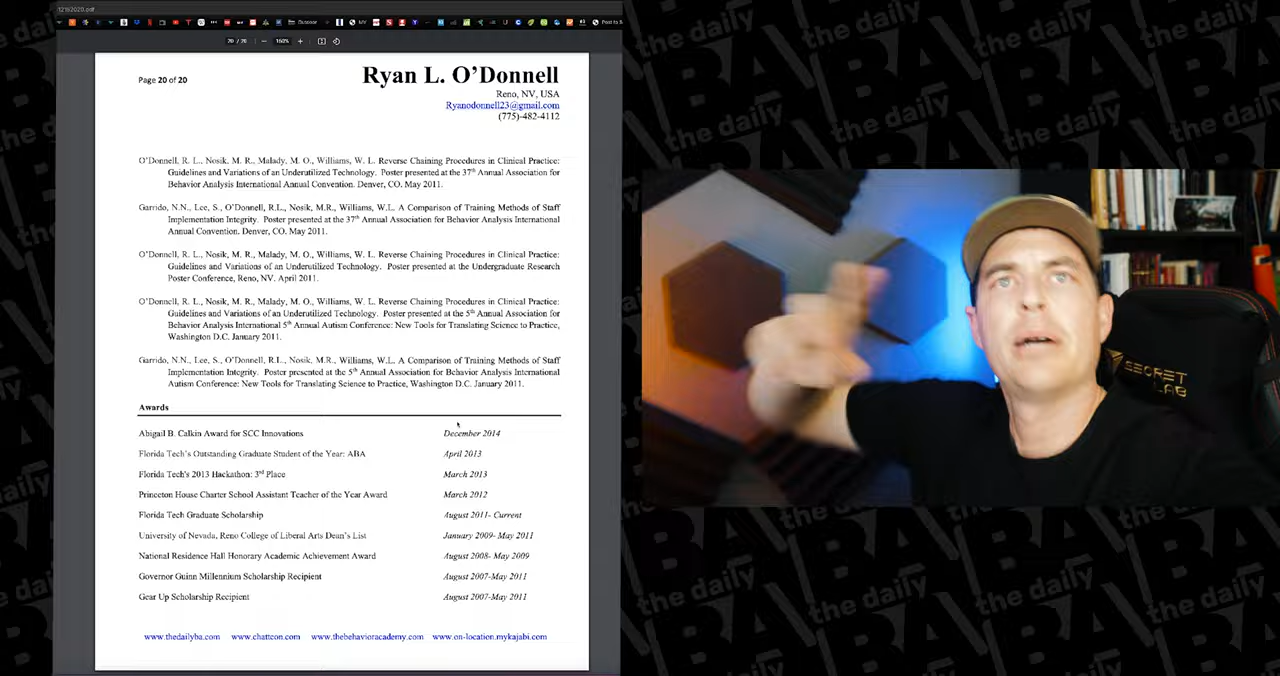 1219/2020.pdf
20 / 20
160%
Page 20 of 20
Ryan L. O'Donnell
Reno, NV, USA
Ryanodonnell23@gmail.com
(775)-482-4112
O'Donnell, R. L., Nosik, M. R., Malady, M. O., Williams, W. L. Reverse Chaining Procedures in Clinical Practice:
Guidelines and Variations of an Underutilized Technology. Poster presented at the 37th Annual Association for
Behavior Analysis International Annual Convention. Denver, CO. May 2011.
Garrido, N.N., Lee, S., O'Donnell, R.L., Nosik, M.R., Williams, W.L. A Comparison of Training Methods of Staff
Implementation Integrity. Poster presented at the 37th Annual Association for Behavior Analysis International
Annual Convention. Denver, CO. May 2011.
O'Donnell, R. L., Nosik, M. R., Malady, M. O., Williams, W. L. Reverse Chaining Procedures in Clinical Practice:
Guidelines and Variations of an Underutilized Technology. Poster presented at the Undergraduate Research
Poster Conference, Reno, NV. April 2011.
O'Donnell, R. L., Nosik, M. R., Malady, M. O., Williams, W. L. Reverse Chaining Procedures in Clinical Practice:
Guidelines and Variations of an Underutilized Technology. Poster presented at the 5th Annual Association for
Behavior Analysis International 5th Annual Autism Conference: New Tools for Translating Science to Practice,
Washington D.C. January 2011.
Garrido, N.N., Lee, S., O'Donnell, R.L., Nosik, M.R., Williams, W.L. A Comparison of Training Methods of Staff
Implementation Integrity. Poster presented at the 5th Annual Association for Behavior Analysis International
Autism Conference: New Tools for Translating Science to Practice, Washington D.C. January 2011.
Awards
Abigail B. Calkin Award for SCC Innovations December 2014
Florida Tech's Outstanding Graduate Student of the Year: ABA April 2013
Florida Tech's 2013 Hackathon: 3rd Place March 2013
Princeton House Charter School Assistant Teacher of the Year Award March 2012
Florida Tech Graduate Scholarship August 2011- Current
University of Nevada, Reno College of Liberal Arts Dean's List January 2009- May 2011
National Residence Hall Honorary Academic Achievement Award August 2008- May 2009
Governor Guinn Millennium Scholarship Recipient August 2007-May 2011
Gear Up Scholarship Recipient August 2007-May 2011
www.thedailyba.com www.chattcon.com www.thebehavioracademy.com www.on-location.mykajabi.com
SECRET
LAB
the daily
BA